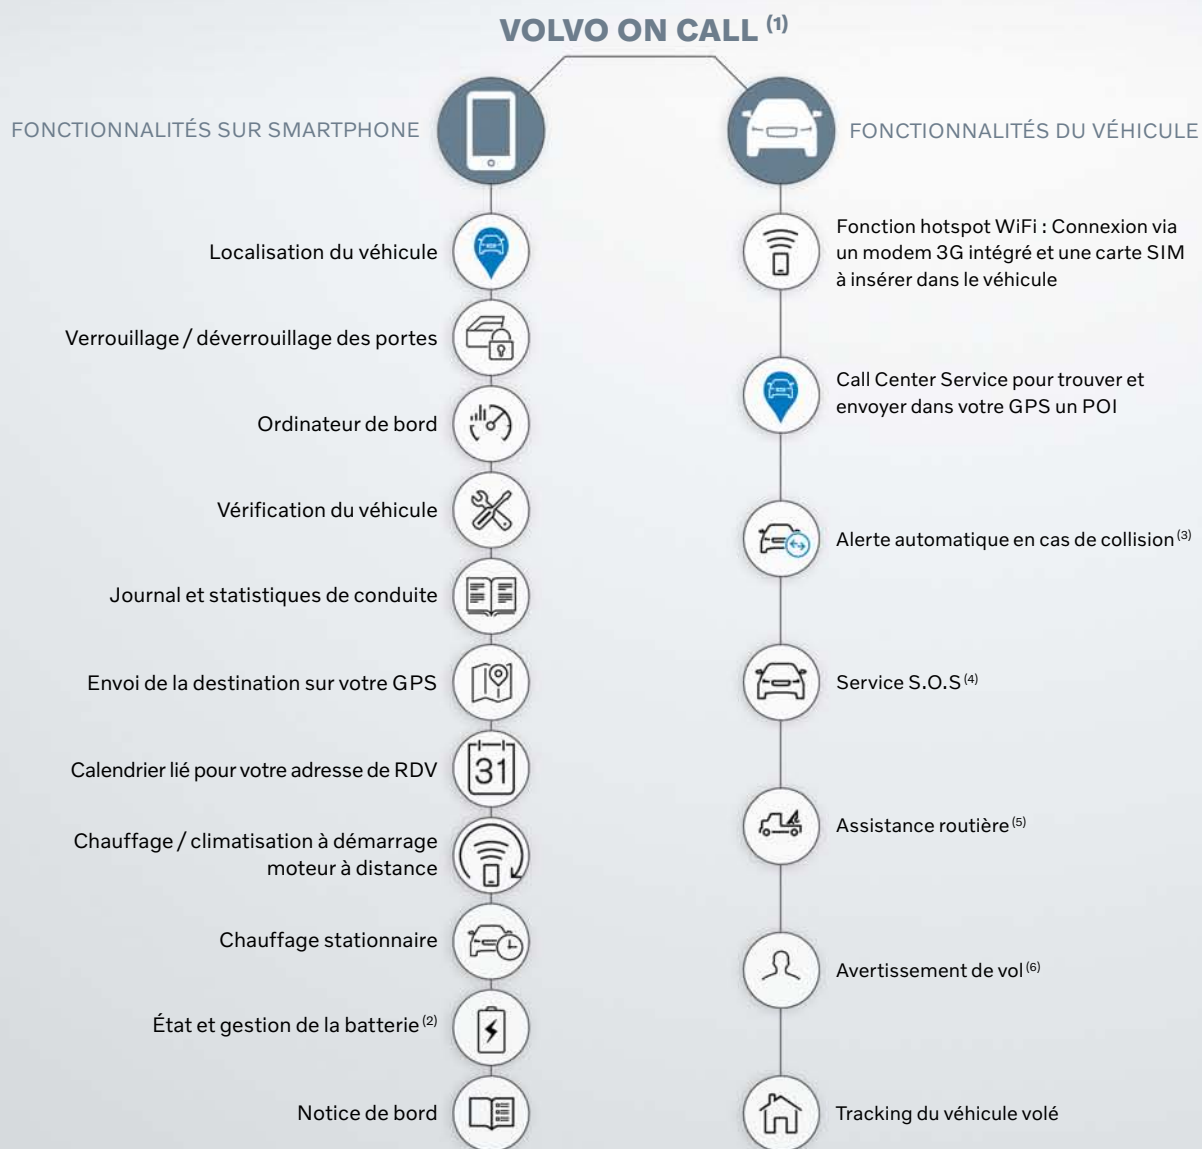 VOLVO ON CALL (1)
FONCTIONNALITÉS SUR SMARTPHONE
Localisation du véhicule
Verrouillage / déverrouillage des portes
Ordinateur de bord
Vérification du véhicule
Journal et statistiques de conduite
Envoi de la destination sur votre GPS
Calendrier lié pour votre adresse de RDV
31
Chauffage / climatisation à démarrage
moteur à distance
Chauffage stationnaire
État et gestion de la batterie (2)
Notice de bord
FONCTIONNALITÉS DU VÉHICULE
Fonction hotspot WiFi : Connexion via
un modem 3G intégré et une carte SIM
à insérer dans le véhicule
Call Center Service pour trouver et
envoyer dans votre GPS un POI
Alerte automatique en cas de collision (3)
Service S.O.S (4)
Assistance routière (5)
Avertissement de vol (6)
Tracking du véhicule volé